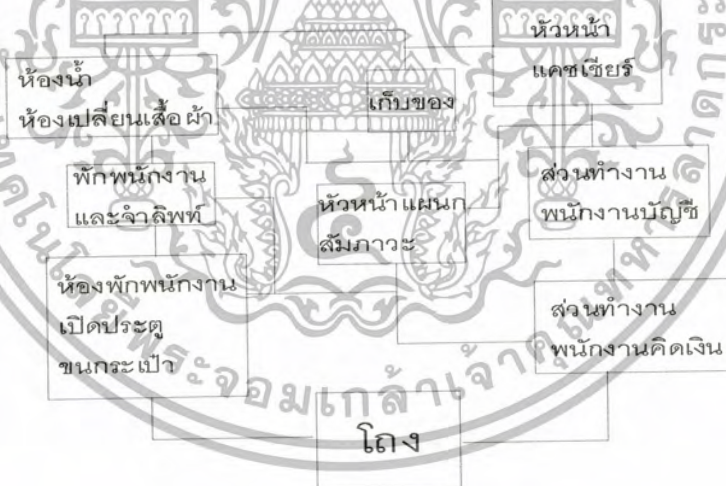 หัวหน้า
แคชเชียร์
ห้องน้ำ
ห้องเปลี่ยนเสื้อ ผ้า
เก็บของ
พักพนักงาน
และจำลิพท์
หัวหน้า แผนก
สัมภาวะ
ส่วนทำงาน
พนักงานบัญชี
ห้องพักพนักงาน
เปิดประตู
ขนกระเป๋า
ส่วนทำงาน
พนักงานคิดเงิน
โถง